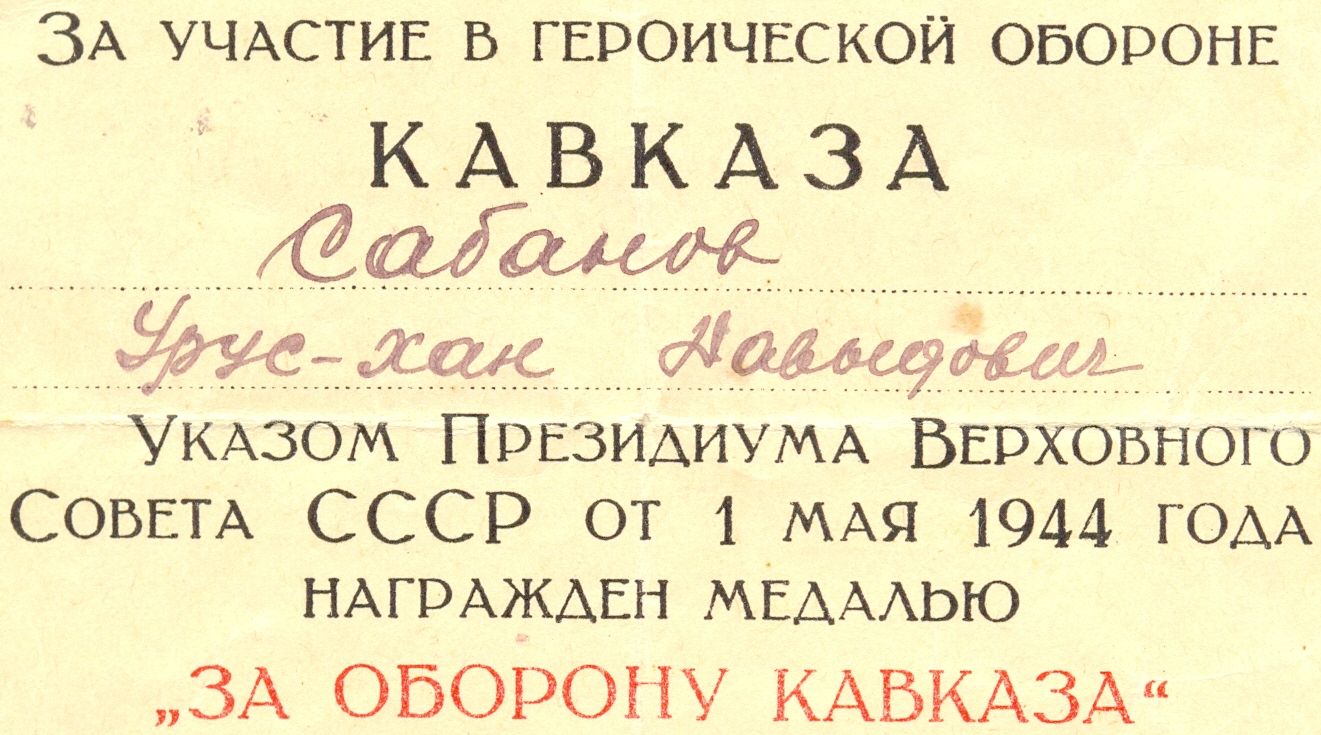 За участие в героической обороне
КАВКАЗА
Сабанов
Урус-хан Навыдович
Указом Президиума Верховного
Совета СССР от 1 мая 1944 года
награжден медалью
„ЗА ОБОРОНУ КАВКАЗА“